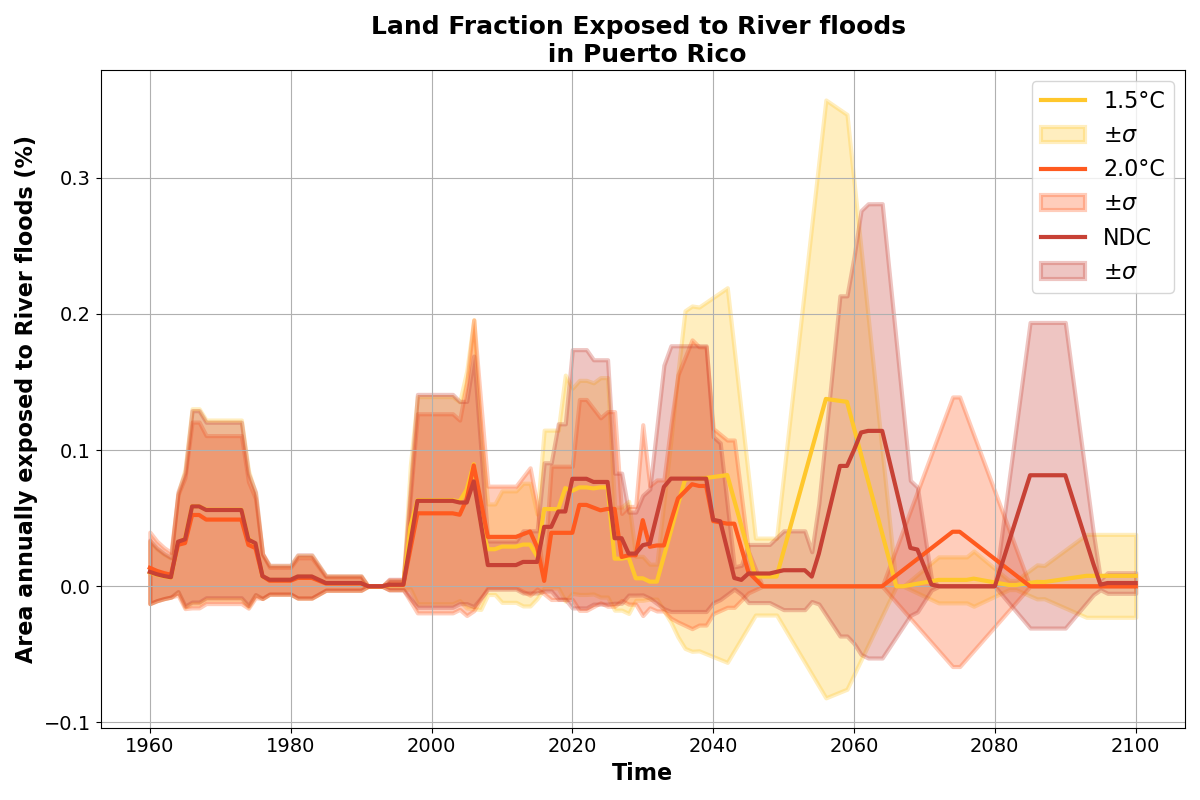 Land Fraction Exposed to River floods
in Puerto Rico
Area annually exposed to River floods (%)
0.3
0.2
0.1
0.0
−0.1
1.5°C
±σ
2.0°C
±σ
NDC
±σ
1960 1980 2000 2020 2040 2060 2080 2100
Time